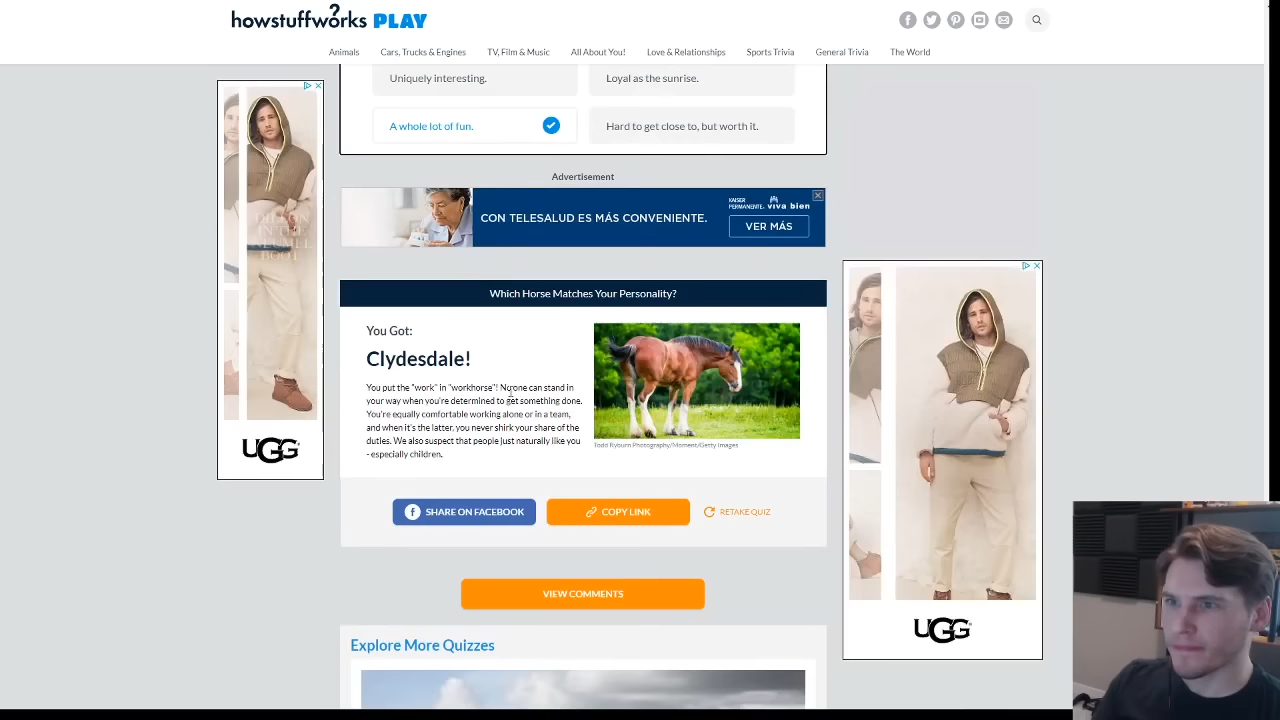 howstuffworks PLAY
Animals
Cars, Trucks & Engines
TV, Film & Music
All About You!
Love & Relationships
Sports Trivia
General Trivia
The World
Uniquely interesting.
Loyal as the sunrise.
A whole lot of fun.
Hard to get close to, but worth it.
Advertisement
CON TELESALUD ES MÁS CONVENIENTE.
KAISER
PERMANENTE. viva bien
VER MÁS
Which Horse Matches Your Personality?
You Got:
Clydesdale!
You put the "work" in "workhorse"! No one can stand in
your way when you're determined to get something done.
You're equally comfortable working alone or in a team,
and when it's the latter, you never shirk your share of the
duties. We also suspect that people just naturally like you
- especially children.
Todd Ryburn Photography/Moment/Getty Images
SHARE ON FACEBOOK
COPY LINK
RETAKE QUIZ
VIEW COMMENTS
Explore More Quizzes
UGG
UGG